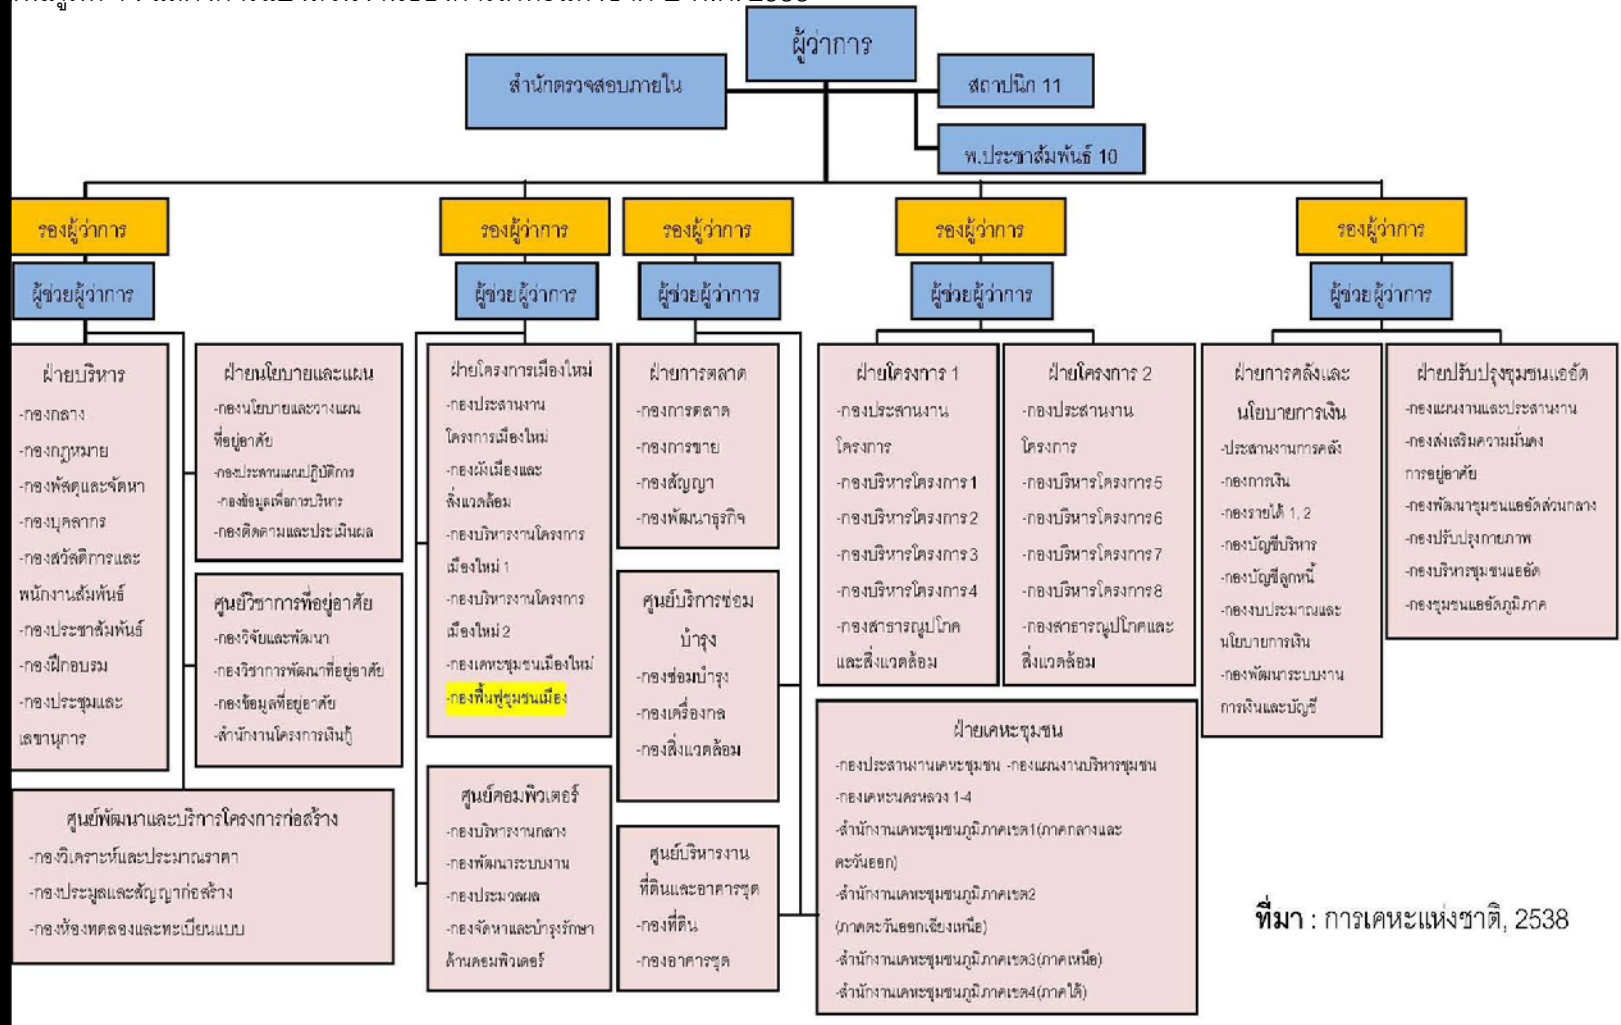 ผู้ว่าการ
สำนักตรวจสอบภายใน
สถาปนิก 11
พ.ประชาสัมพันธ์ 10
รองผู้ว่าการ
รองผู้ว่าการ
รองผู้ว่าการ
รองผู้ว่าการ
รองผู้ว่าการ
ผู้ช่วยผู้ว่าการ
ผู้ช่วยผู้ว่าการ
ผู้ช่วยผู้ว่าการ
ผู้ช่วยผู้ว่าการ
ผู้ช่วยผู้ว่าการ
ฝ่ายบริหาร
-กองกลาง
-กองกฎหมาย
-กองพัสดุและจัดหา
-กองบุคลากร
-กองสวัสดิการและ
พนักงานสัมพันธ์
-กองประชาสัมพันธ์
-กองฝึกอบรม
-กองประชุมและ
เลขานุการ
ฝ่ายนโยบายและแผน
-กองนโยบายและวางแผน
ที่อยู่อาศัย
-กองประสานแผนปฏิบัติการ
-กองข้อมูลเพื่อการบริหาร
-กองติดตามและประเมินผล
ศูนย์วิชาการที่อยู่อาศัย
-กองวิจัยและพัฒนา
-กองวิชาการพัฒนาที่อยู่อาศัย
-กองข้อมูลที่อยู่อาศัย
-สำนักงานโครงการเงินกู้
ศูนย์พัฒนาและบริการโครงการก่อสร้าง
-กองวิเคราะห์และประมาณราคา
-กองประมูลและสัญญาก่อสร้าง
-กองห้องทดลองและทะเบียนแบบ
ฝ่ายโครงการเมืองใหม่
-กองประสานงาน
โครงการเมืองใหม่
-กองผังเมืองและ
สิ่งแวดล้อม
-กองบริหารงานโครงการ
เมืองใหม่ 1
-กองบริหารงานโครงการ
เมืองใหม่ 2
-กองเคหะชุมชนเมืองใหม่
-กองฟื้นฟูชุมชนเมือง
ศูนย์คอมพิวเตอร์
-กองบริหารงานกลาง
-กองพัฒนาระบบงาน
-กองประมวลผล
-กองจัดหาและบำรุงรักษา
ด้านคอมพิวเตอร์
ฝ่ายการตลาด
-กองการตลาด
-กองการขาย
-กองสัญญา
-กองพัฒนาธุรกิจ
ศูนย์บริการซ่อม
บำรุง
-กองซ่อมบำรุง
-กองเครื่องกล
-กองสิ่งแวดล้อม
ศูนย์บริหารงาน
ที่ดินและอาคารชุด
-กองที่ดิน
-กองอาคารชุด
ฝ่ายโครงการ 1
-กองประสานงาน
โครงการ
-กองบริหารโครงการ 1
-กองบริหารโครงการ 2
-กองบริหารโครงการ 3
-กองบริหารโครงการ 4
-กองสาธารณูปโภค
และสิ่งแวดล้อม
ฝ่ายโครงการ 2
-กองประสานงาน
โครงการ
-กองบริหารโครงการ 5
-กองบริหารโครงการ 6
-กองบริหารโครงการ 7
-กองบริหารโครงการ 8
-กองสาธารณูปโภคและ
สิ่งแวดล้อม
ฝ่ายเคหะชุมชน
-กองประสานงานเคหะชุมชน -กองแผนงานบริหารชุมชน
-กองเคหะนครหลวง 1-4
-สำนักงานเคหะชุมชนภูมิภาคเขต1(ภาคกลางและ
ตะวันออก)
-สำนักงานเคหะชุมชนภูมิภาคเขต2
(ภาคตะวันออกเฉียงเหนือ)
-สำนักงานเคหะชุมชนภูมิภาคเขต3(ภาคเหนือ)
-สำนักงานเคหะชุมชนภูมิภาคเขต4(ภาคใต้)
ฝ่ายการคลังและ
นโยบายการเงิน
-ประสานงานการคลัง
-กองการเงิน
-กองรายได้ 1, 2
-กองบัญชีบริหาร
-กองบัญชีลูกหนี้
-กองงบประมาณและ
นโยบายการเงิน
-กองพัฒนาระบบงาน
การเงินและบัญชี
ฝ่ายปรับปรุงชุมชนแออัด
-กองแผนงานและประสานงาน
-กองส่งเสริมความมั่นคง
การอยู่อาศัย
-กองพัฒนาชุมชนแออัดส่วนกลาง
-กองปรับปรุงกายภาพ
-กองบริหารชุมชนแออัด
-กองชุมชนแออัดภูมิภาค
ที่มา : การเคหะแห่งชาติ, 2538